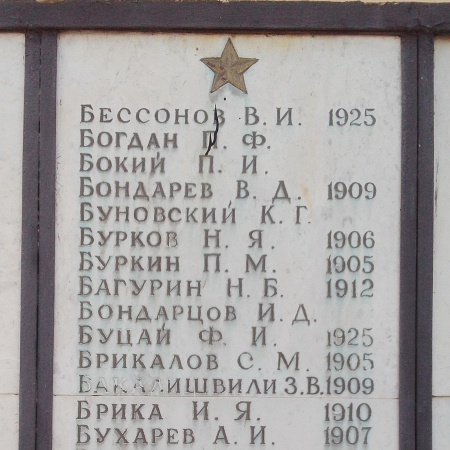 Бессонов В. И. 1925
Богдан П. Ф.
Бокий П. И.
Бондарев В. Д. 1909
Буновский К. Г.
Бурков Н. Я. 1906
Буркин П. М. 1905
Багурин Н. Б. 1912
Бондарцов И. Д.
Буцай Ф. И. 1925
Брикалов С. М. 1905
Бакалишвили З. В. 1909
Брика И. Я. 1910
Бухарев А. И. 1907